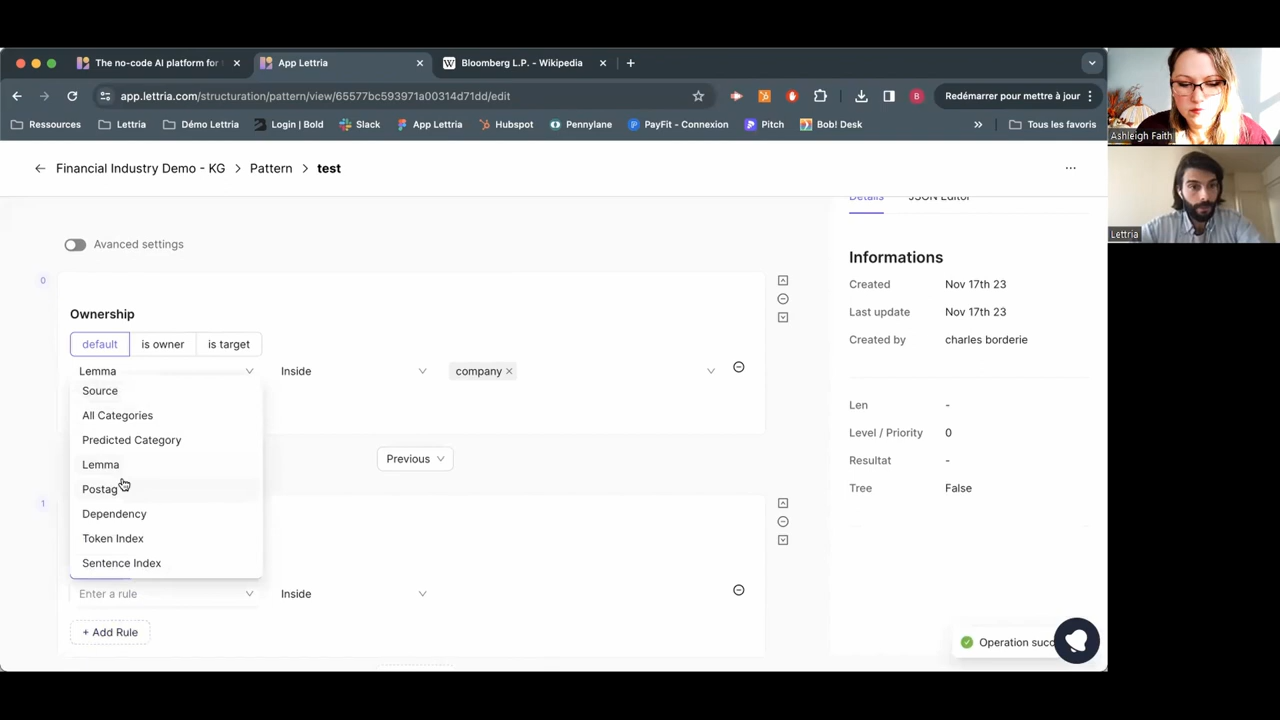 The no-code AI platform for
App Lettria
Bloomberg L.P. - Wikipedia
app.lettria.com/structuration/pattern/view/65577bc593971a00314d71dd/edit
B
Redémarrer pour mettre à jour
Ressources
Lettria
Démo Lettria
Login | Bold
Slack
App Lettria
Hubspot
Pennylane
PayFit - Connexion
Pitch
Bob! Desk
Tous les favoris
Ashleigh Faith
Lettria
Financial Industry Demo - KG > Pattern > test
Details JSON Editor
Avanced settings
0
Ownership
default is owner is target
Lemma Inside company
Source
All Categories
Predicted Category
Lemma
Postag
Dependency
Token Index
Sentence Index
Previous
1
Enter a rule Inside
+ Add Rule
Informations
Created Nov 17th 23
Last update Nov 17th 23
Created by charles borderie
Len -
Level / Priority 0
Resultat -
Tree False
Operation succ